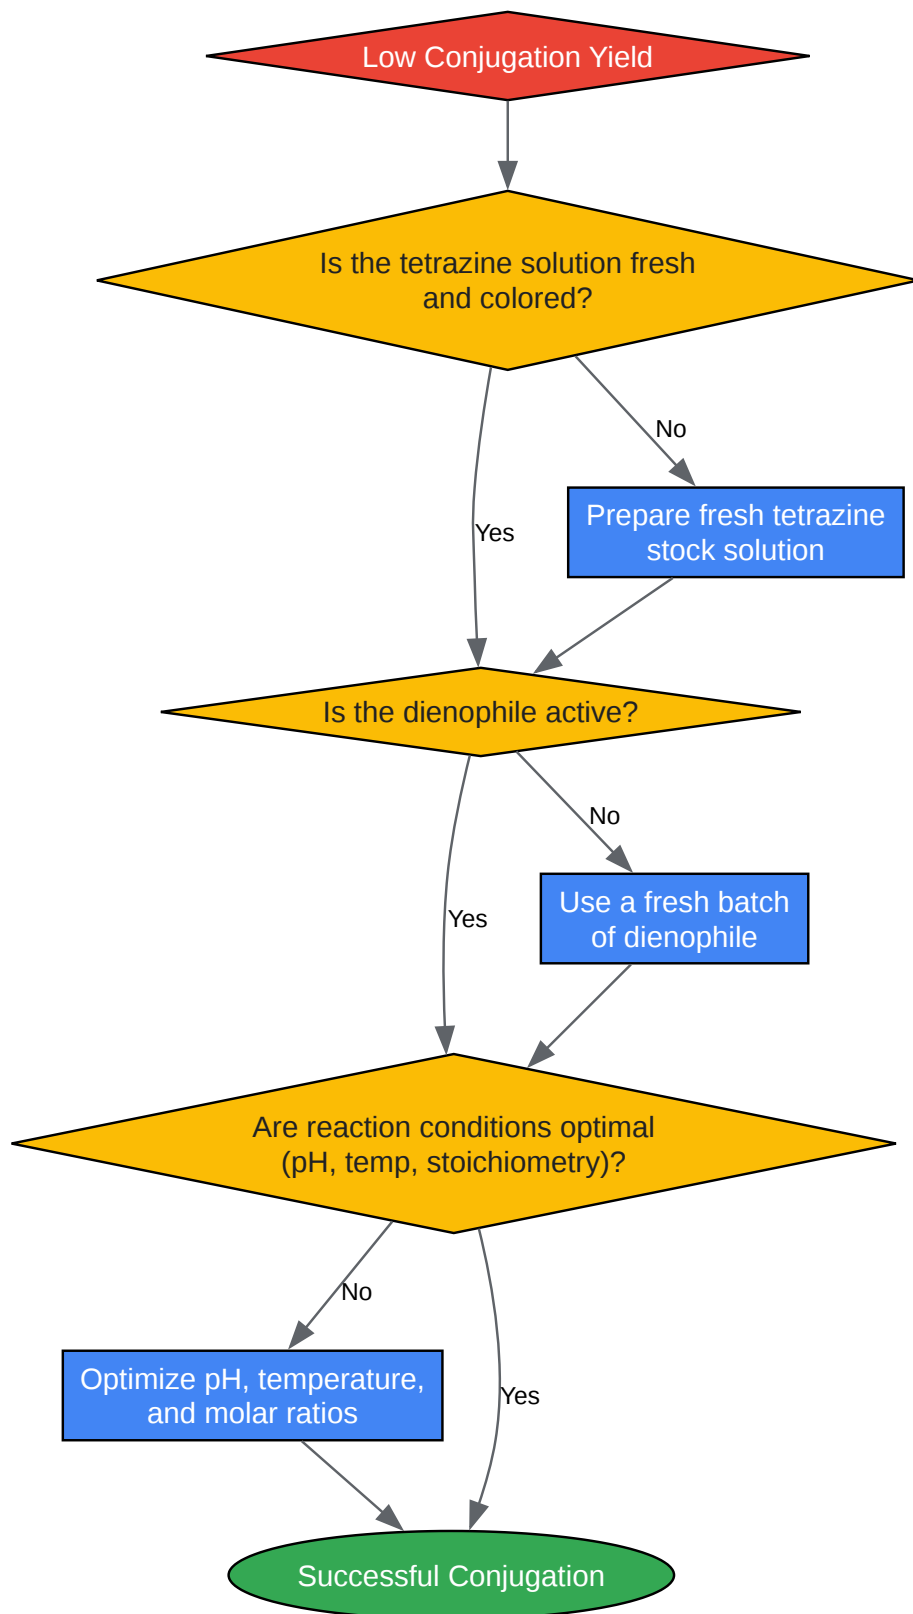 Low Conjugation Yield
Is the tetrazine solution fresh
and colored?
No
Prepare fresh tetrazine
stock solution
Yes
Is the dienophile active?
No
Use a fresh batch
of dienophile
Yes
Are reaction conditions optimal
(pH, temp, stoichiometry)?
No
Optimize pH, temperature,
and molar ratios
Yes
Successful Conjugation